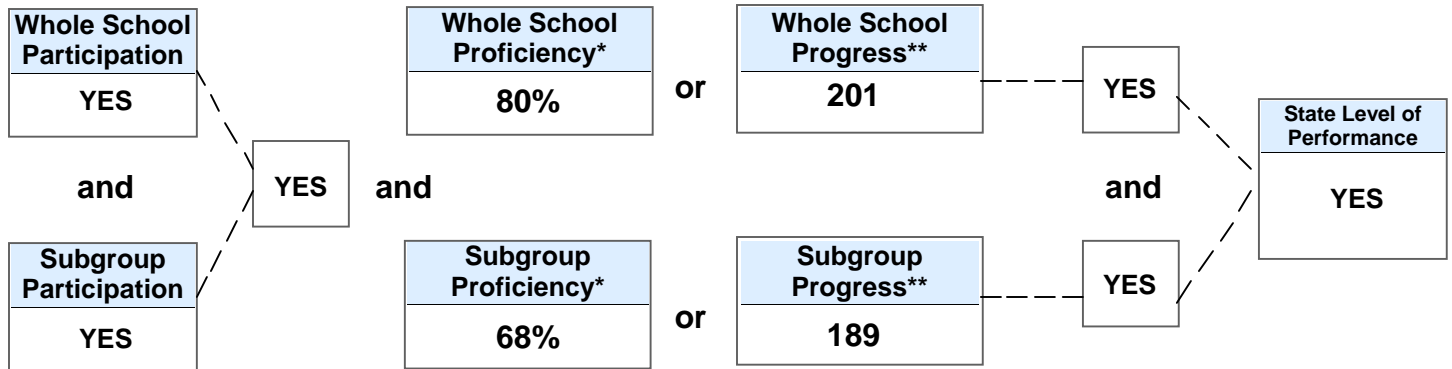 Whole School
Participation
YES
and
Subgroup
Participation
YES
YES
and
Whole School
Proficiency*
80%
or
Whole School
Progress**
201
YES
Subgroup
Proficiency*
68%
or
Subgroup
Progress**
189
YES
and
State Level of
Performance
YES